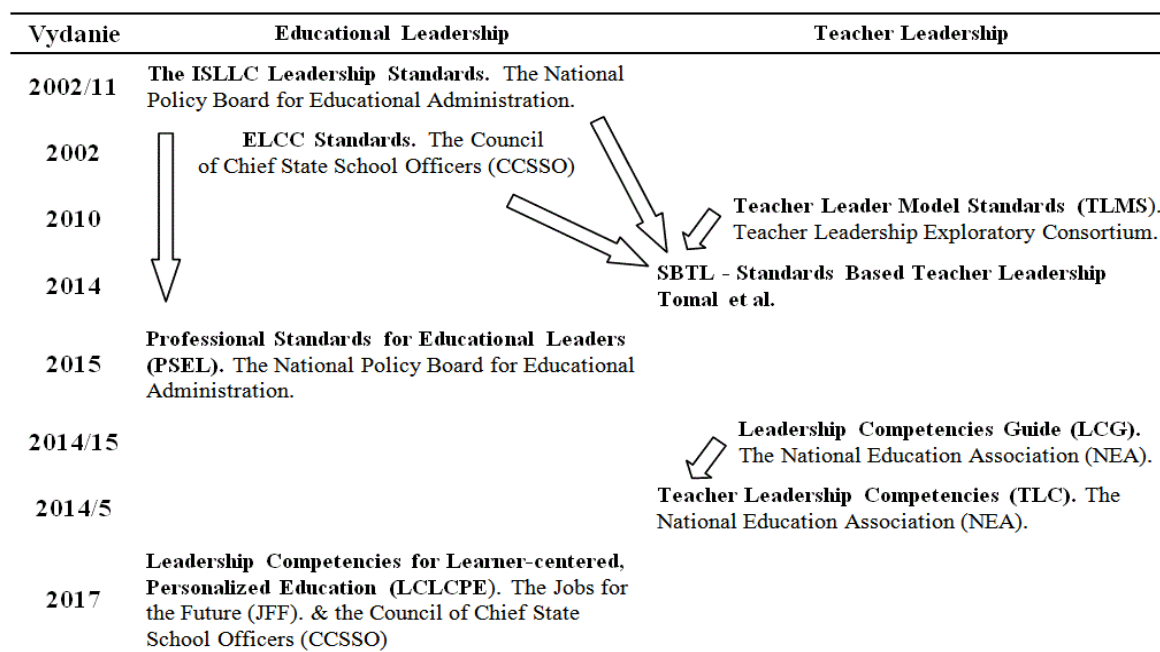 Vydanie Educational Leadership Teacher Leadership
2002/11
The ISLLC Leadership Standards. The National
Policy Board for Educational Administration.
2002
ELCC Standards. The Council
of Chief State School Officers (CCSSO)
2010
Teacher Leader Model Standards (TLMS).
Teacher Leadership Exploratory Consortium.
2014
SBTL - Standards Based Teacher Leadership
Tomal et al.
2015
Professional Standards for Educational Leaders
(PSEL). The National Policy Board for Educational
Administration.
2014/15
Leadership Competencies Guide (LCG).
The National Education Association (NEA).
2014/5
Teacher Leadership Competencies (TLC). The
National Education Association (NEA).
2017
Leadership Competencies for Learner-centered,
Personalized Education (LCLCPE). The Jobs for
the Future (JFF). & the Council of Chief State
School Officers (CCSSO)